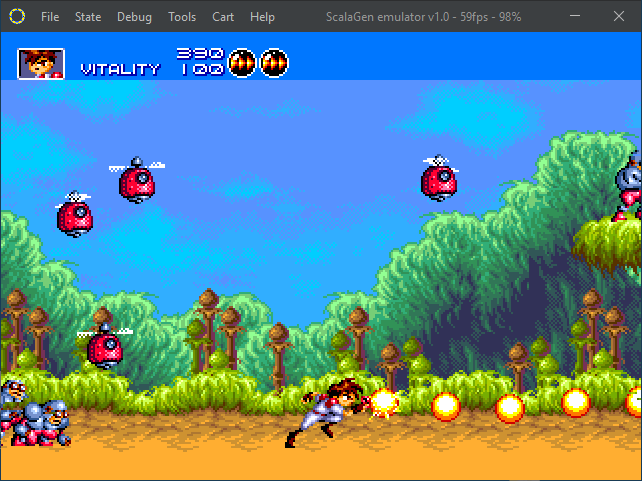 File State Debug Tools Cart Help ScalaGen emulator v1.0 - 59fps - 98%
390
VITALITY 100